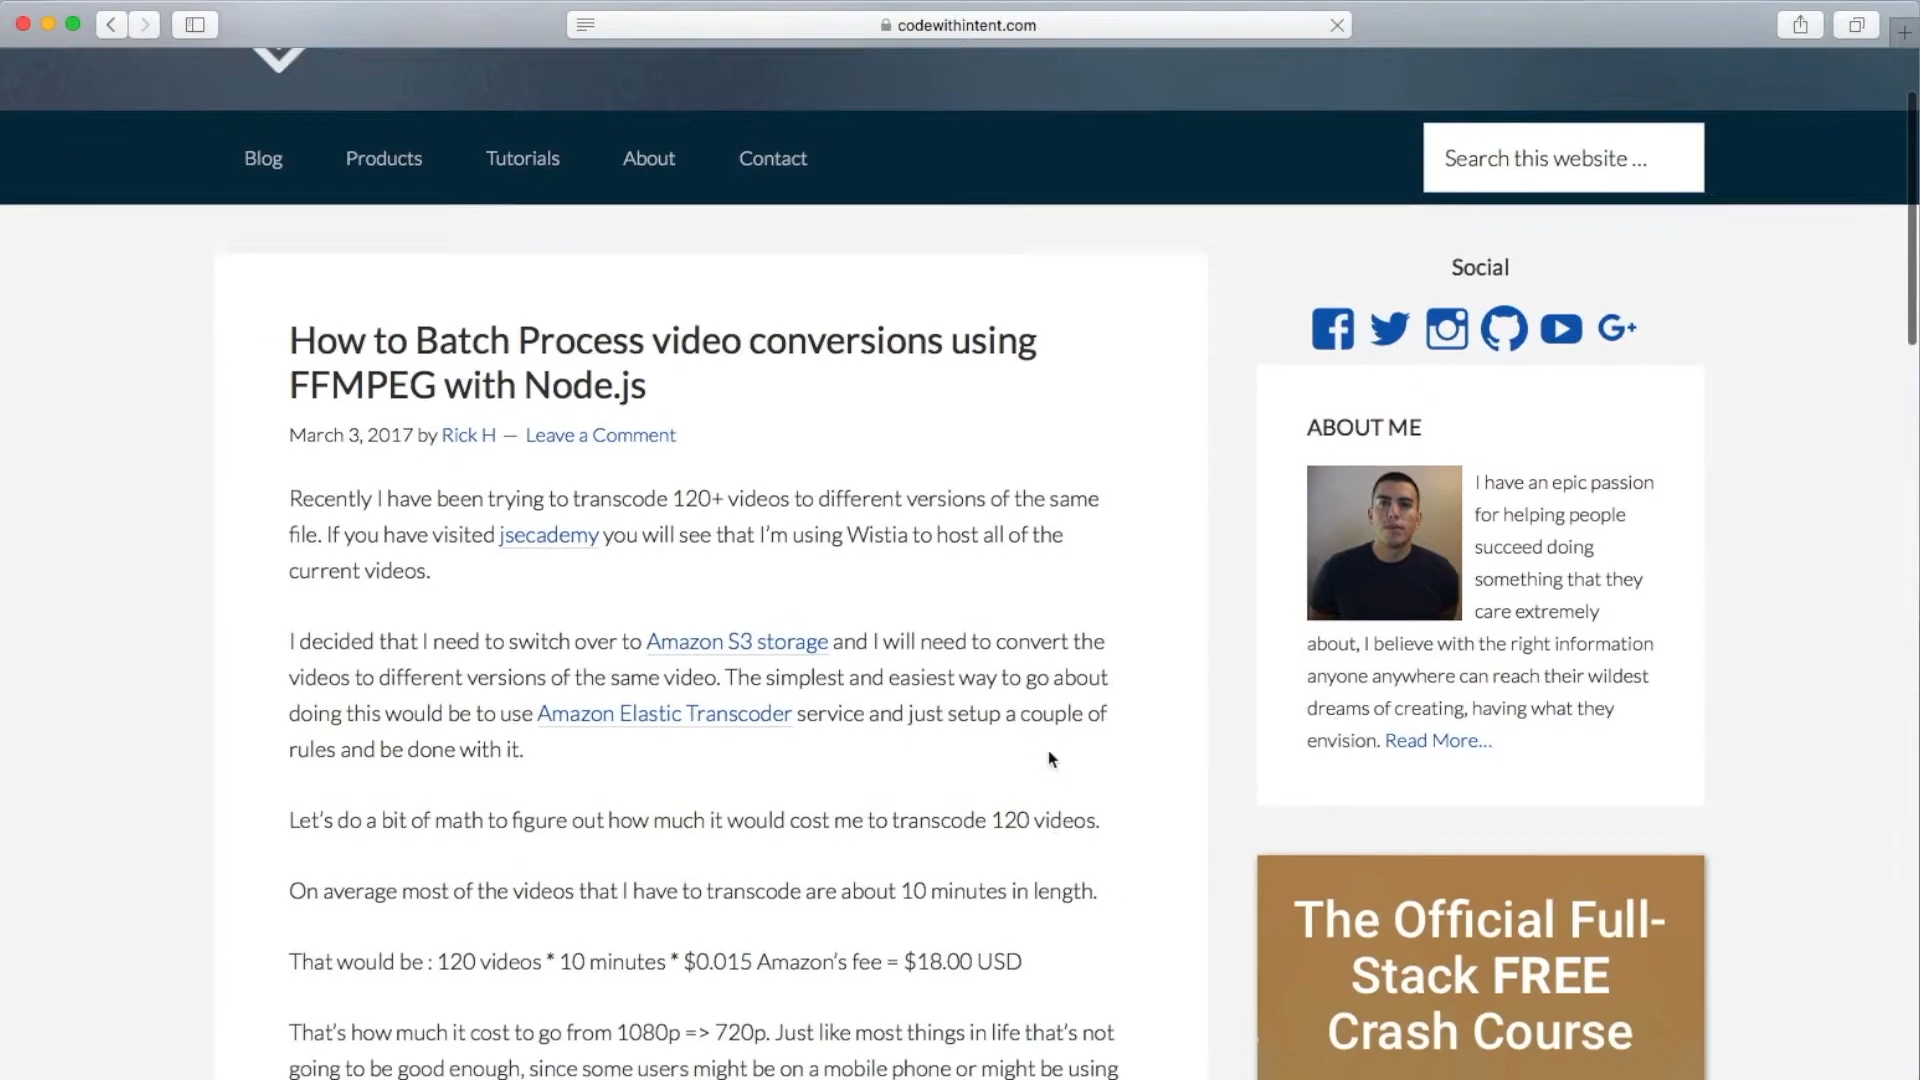 codewithintent.com
Blog Products Tutorials About Contact
Search this website ...
How to Batch Process video conversions using
FFMPEG with Node.js
March 3, 2017 by Rick H — Leave a Comment
Recently I have been trying to transcode 120+ videos to different versions of the same
file. If you have visited jsecademy you will see that I’m using Wistia to host all of the
current videos.
I decided that I need to switch over to Amazon S3 storage and I will need to convert the
videos to different versions of the same video. The simplest and easiest way to go about
doing this would be to use Amazon Elastic Transcoder service and just setup a couple of
rules and be done with it.
Let’s do a bit of math to figure out how much it would cost me to transcode 120 videos.
On average most of the videos that I have to transcode are about 10 minutes in length.
That would be : 120 videos * 10 minutes * $0.015 Amazon’s fee = $18.00 USD
That’s how much it cost to go from 1080p => 720p. Just like most things in life that’s not
going to be good enough, since some users might be on a mobile phone or might be using
Social
G+
ABOUT ME
I have an epic passion
for helping people
succeed doing
something that they
care extremely
about, I believe with the right information
anyone anywhere can reach their wildest
dreams of creating, having what they
envision. Read More...
The Official Full-
Stack FREE
Crash Course